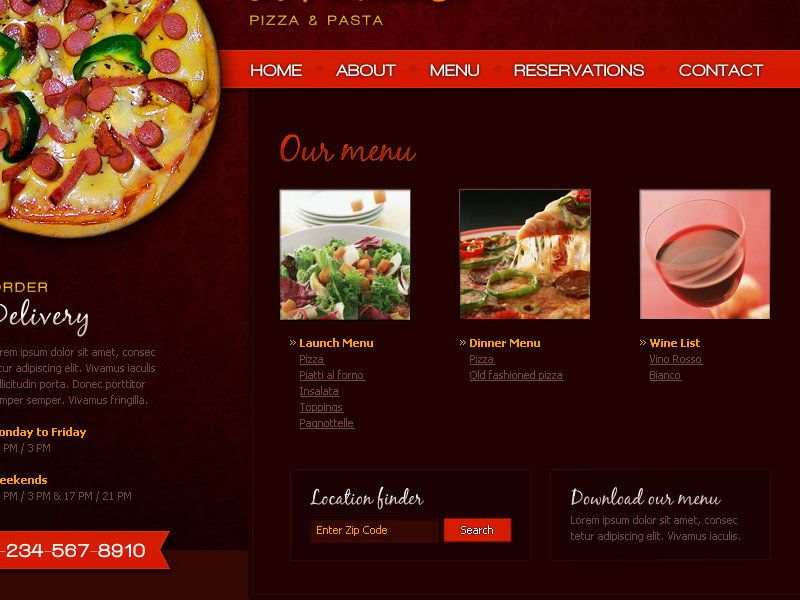 PIZZA & PASTA
HOME ABOUT MENU RESERVATIONS CONTACT
Our menu
Launch Menu
Pizza
Piatti al forno
Insalata
Toppings
Pagnottelle
Dinner Menu
Pizza
Old fashioned pizza
Wine List
Vino Rosso
Bianco
ORDER
Delivery
rem ipsum dolor sit amet, consec
tur adipiscing elit. Vivamus iaculis
llicitudin porta. Donec porttitor
mper semper. Vivamus fringilla.
onday to Friday
PM / 3 PM
eekends
PM / 3 PM & 17 PM / 21 PM
-234-567-8910
Location finder
Enter Zip Code Search
Download our menu
Lorem ipsum dolor sit amet, consec
tetur adipiscing elit. Vivamus iaculis.